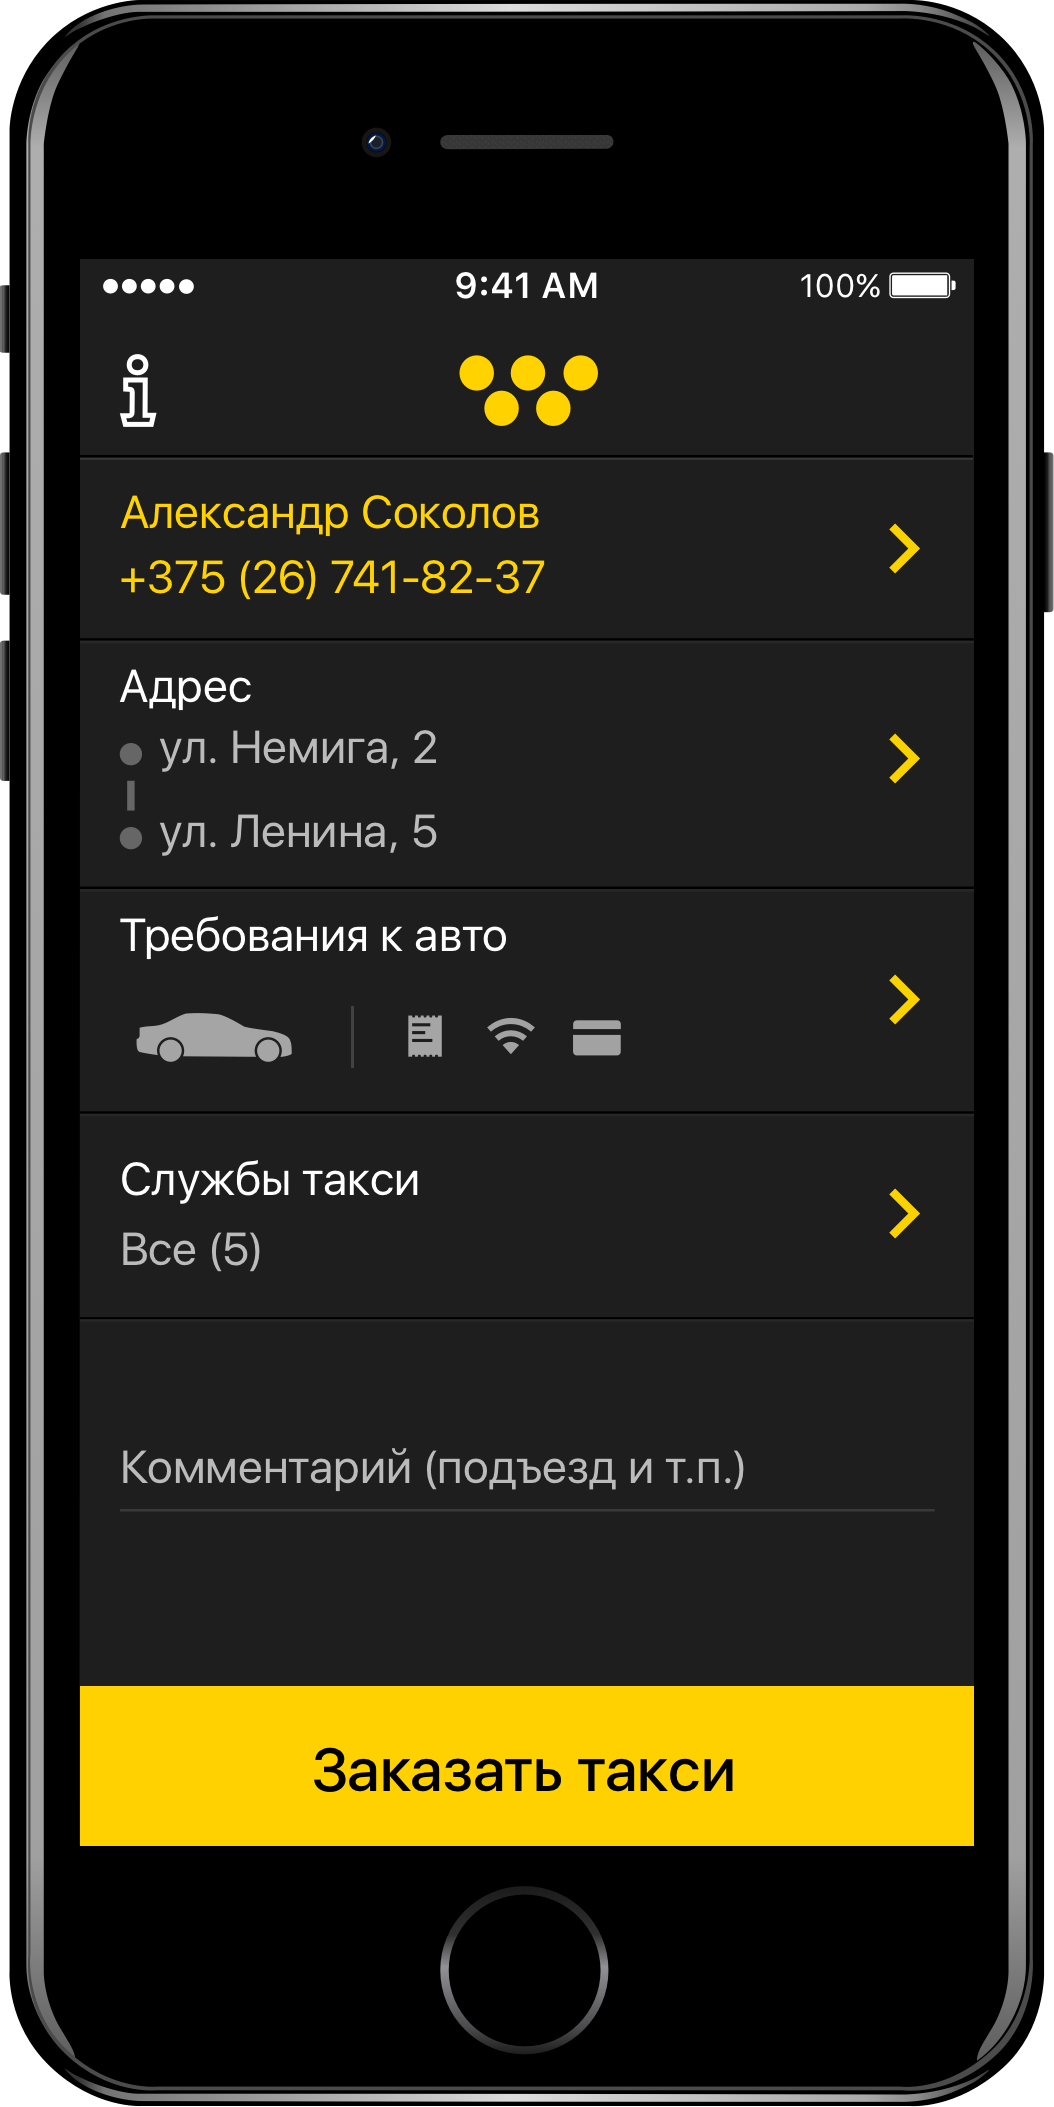 9:41 AM
100%
Александр Соколов
+375 (26) 741-82-37
Адрес
ул. Немига, 2
ул. Ленина, 5
Требования к авто
Службы такси
Все (5)
Комментарий (подъезд и т.п.)
Заказать такси